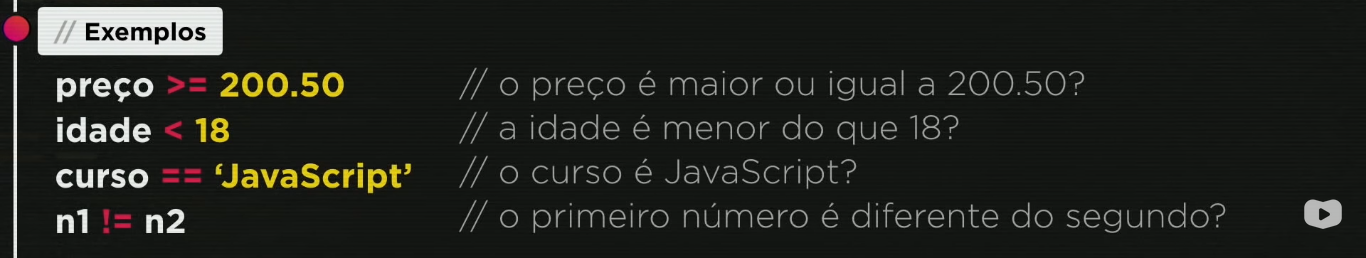 // Exemplos
preço >= 200.50 // o preço é maior ou igual a 200.50?
idade < 18 // a idade é menor do que 18?
curso == ‘JavaScript’ // o curso é JavaScript?
n1 != n2 // o primeiro número é diferente do segundo?